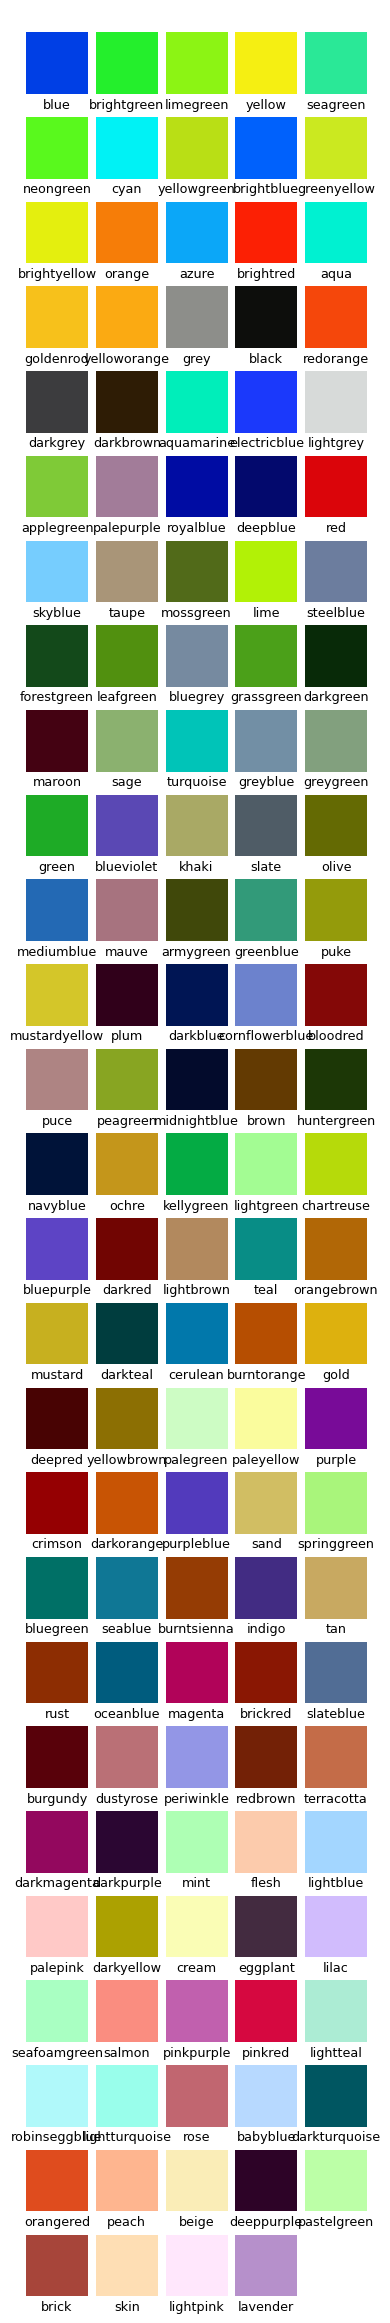 blue brightgreen limegreen yellow seagreen
neongreen cyan yellowgreen brightblue greenyellow
brightyellow orange azure brightred aqua
goldenrod yelloworange grey black redorange
darkgrey darkbrown aquamarine electricblue lightgrey
applegreen palepurple royalblue deepblue red
skyblue taupe mossgreen lime steelblue
forestgreen leafgreen bluegrey grassgreen darkgreen
maroon sage turquoise greyblue greygreen
green blueviolet khaki slate olive
mediumblue mauve armygreen greenblue puke
mustardyellow plum darkblue cornflowerblue bloodred
puce peagreen midnightblue brown huntergreen
navyblue ochre kellygreen lightgreen chartreuse
bluepurple darkred lightbrown teal orangebrown
mustard darkteal cerulean burntorange gold
deepred yellowbrown palegreen paleyellow purple
crimson darkorange purpleblue sand springgreen
bluegreen seablue burntsienna indigo tan
rust oceanblue magenta brickred slateblue
burgundy dustyrose periwinkle redbrown terracotta
darkmagenta darkpurple mint flesh lightblue
palepink darkyellow cream eggplant lilac
seafoamgreen salmon pinkpurple pinkred lightteal
robinseggblue lightturquoise rose babyblue darkturquoise
orangered peach beige deeppurple pastelgreen
brick skin lightpink lavender